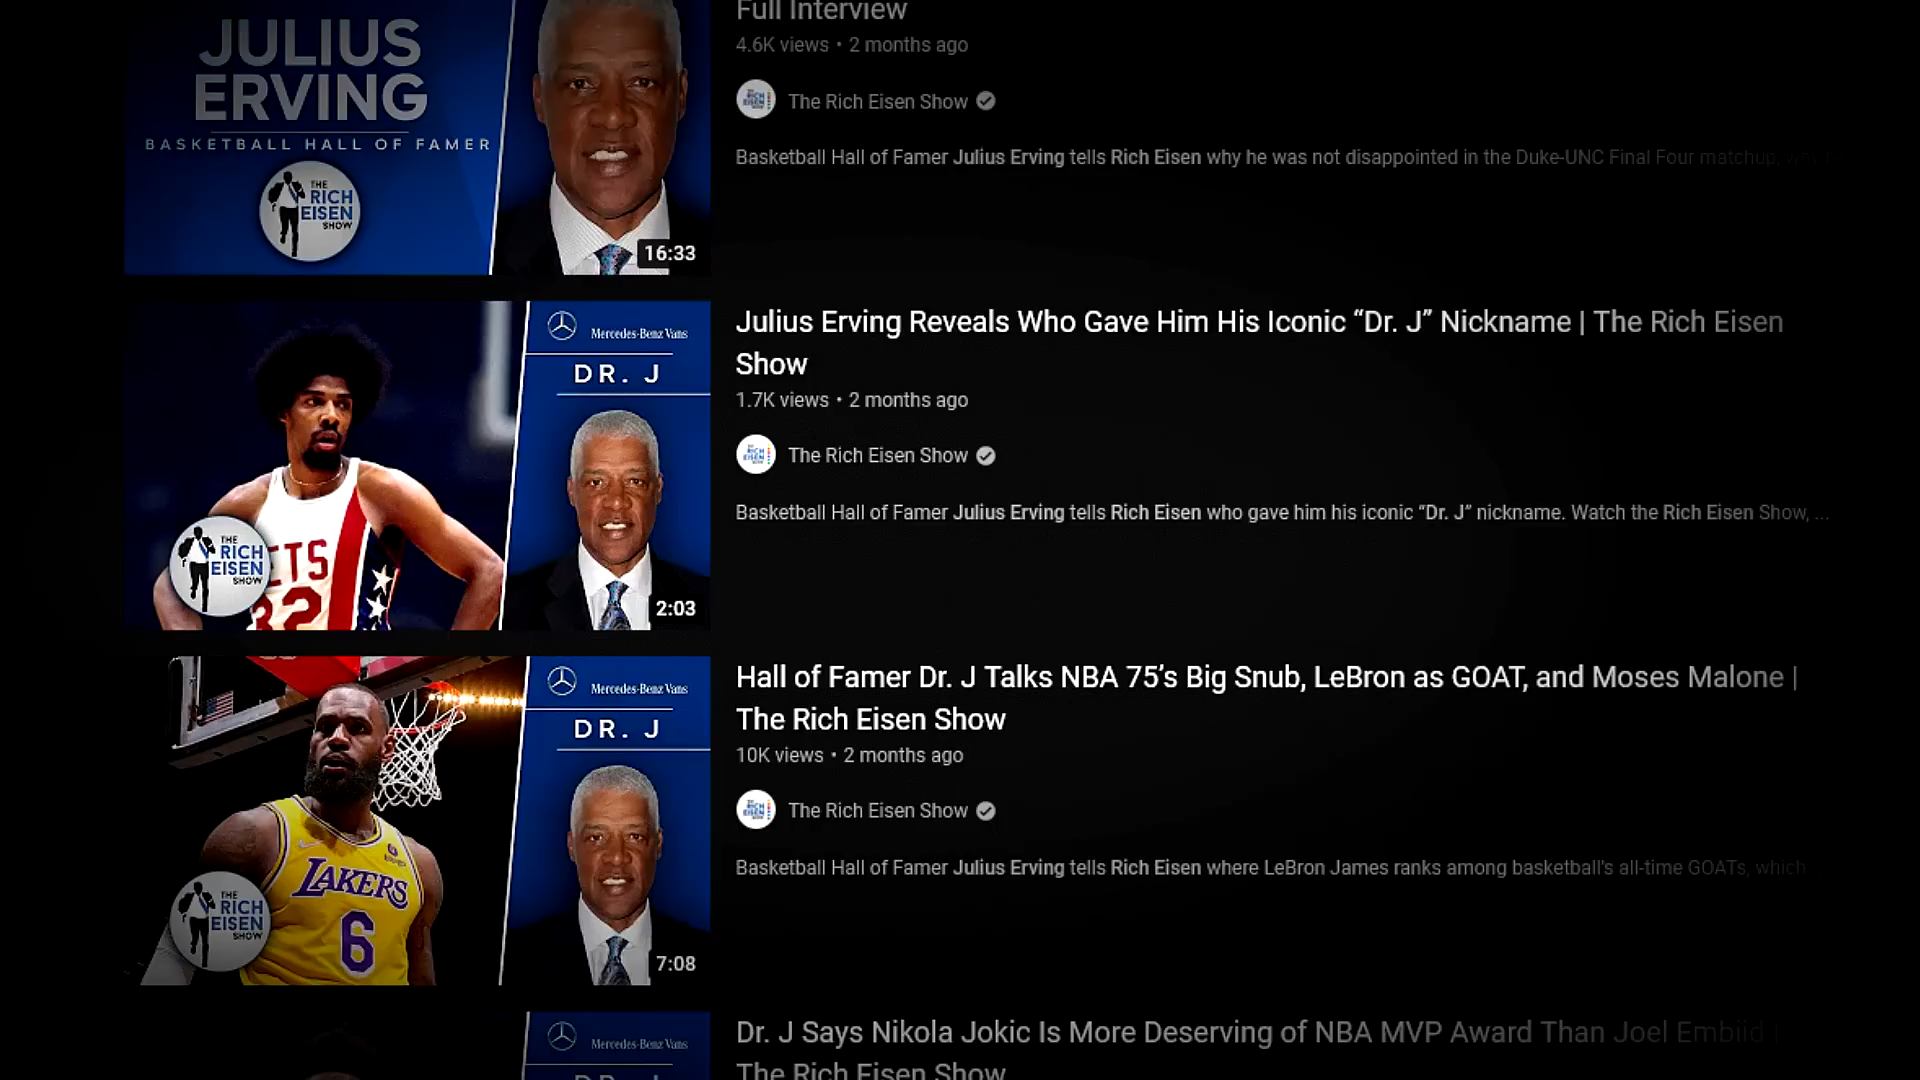 JULIUS
ERVING
BASKETBALL HALL OF FAMER
THE
RICH
EISEN
SHOW
16:33
Full Interview
4.6K views • 2 months ago
The Rich Eisen Show
Basketball Hall of Famer Julius Erving tells Rich Eisen why he was not disappointed in the Duke-UNC Final Four matchup,
Mercedes-Benz Vans
DR. J
ETS
32
THE
RICH
EISEN
SHOW
2:03
Julius Erving Reveals Who Gave Him His Iconic “Dr. J” Nickname | The Rich Eisen
Show
1.7K views • 2 months ago
The Rich Eisen Show
Basketball Hall of Famer Julius Erving tells Rich Eisen who gave him his iconic “Dr. J” nickname. Watch the Rich Eisen Show, ...
Mercedes-Benz Vans
DR. J
LAKERS
6
THE
RICH
EISEN
SHOW
7:08
Hall of Famer Dr. J Talks NBA 75’s Big Snub, LeBron as GOAT, and Moses Malone |
The Rich Eisen Show
10K views • 2 months ago
The Rich Eisen Show
Basketball Hall of Famer Julius Erving tells Rich Eisen where LeBron James ranks among basketball's all-time GOATs, which
Mercedes-Benz Vans
DR. J
Dr. J Says Nikola Jokic Is More Deserving of NBA MVP Award Than Joel Embiid |
The Rich Eisen Show